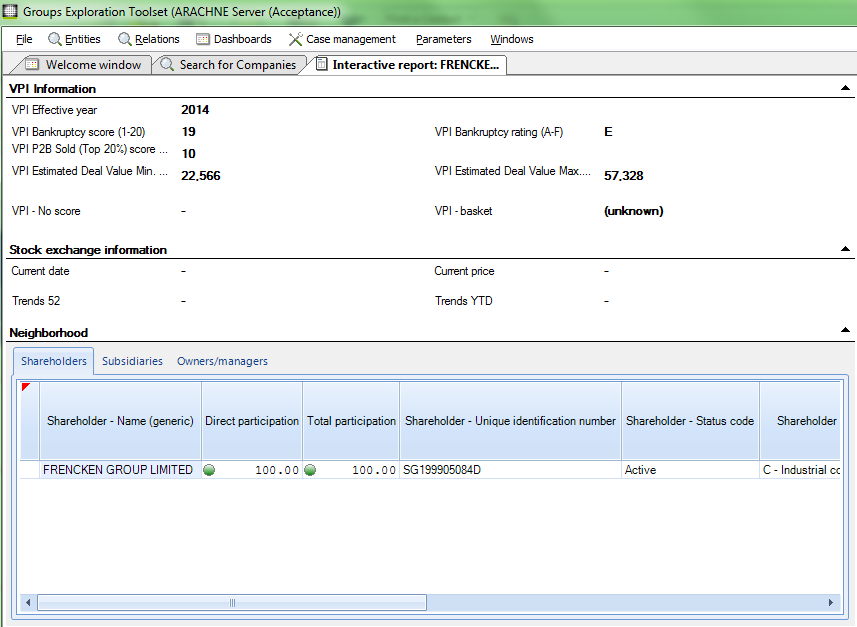 Groups Exploration Toolset (ARACHNE Server (Acceptance))
File Entities Relations Dashboards Case management Parameters Windows
Welcome window Search for Companies Interactive report: FRENCKE...
VPI Information
VPI Effective year 2014
VPI Bankruptcy score (1-20) 19 VPI Bankruptcy rating (A-F) E
VPI P2B Sold (Top 20%) score ... 10
VPI Estimated Deal Value Min. ... 22,566 VPI Estimated Deal Value Max.... 57,328
VPI - No score - VPI - basket (unknown)
Stock exchange information
Current date - Current price -
Trends 52 - Trends YTD -
Neighborhood
Shareholders Subsidiaries Owners/managers
Shareholder - Name (generic) Direct participation Total participation Shareholder - Unique identification number Shareholder - Status code Shareholder
FRENCKEN GROUP LIMITED 100.00 100.00 SG199905084D Active C - Industrial co